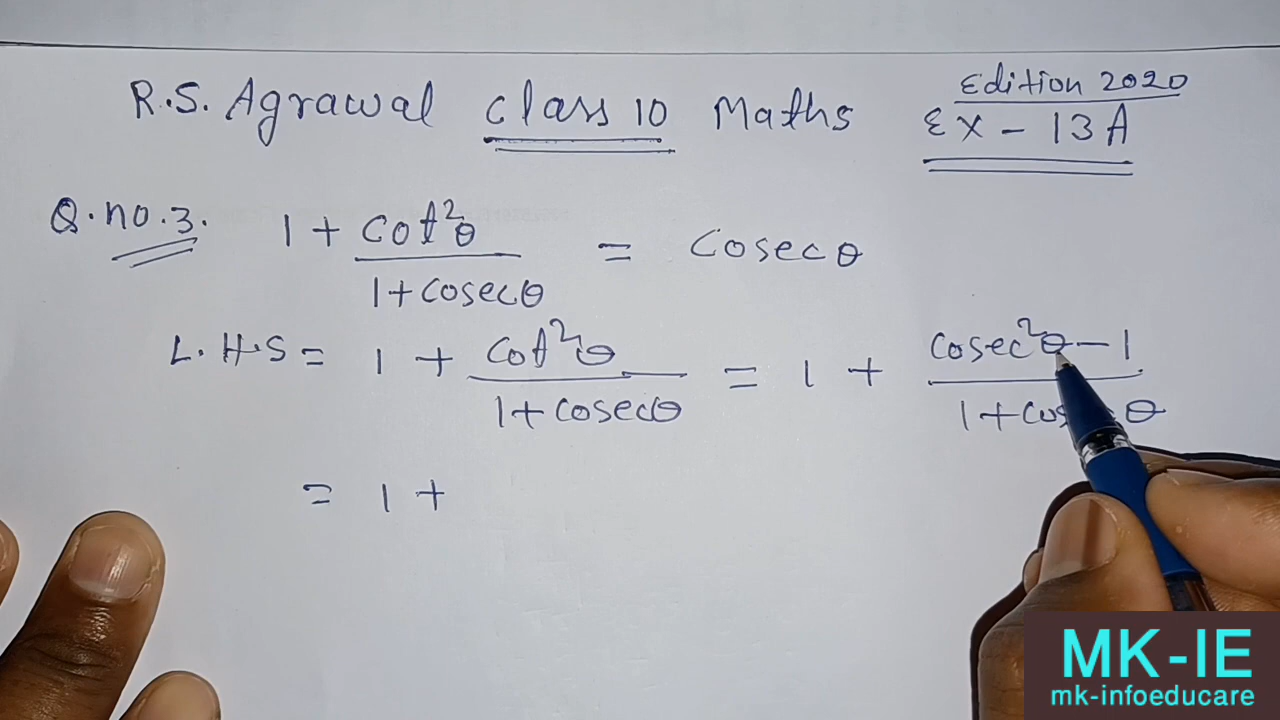 R.S. Agrawal Class 10 Maths Edition 2020
Ex - 13A
Q.no.3. 1 + cot²θ / 1+cosecθ = cosecθ
L.H.S = 1 + cot²θ / 1+cosecθ = 1 + cosec²θ-1 / 1+cosecθ
= 1 +
MK-IE
mk-infoeducare